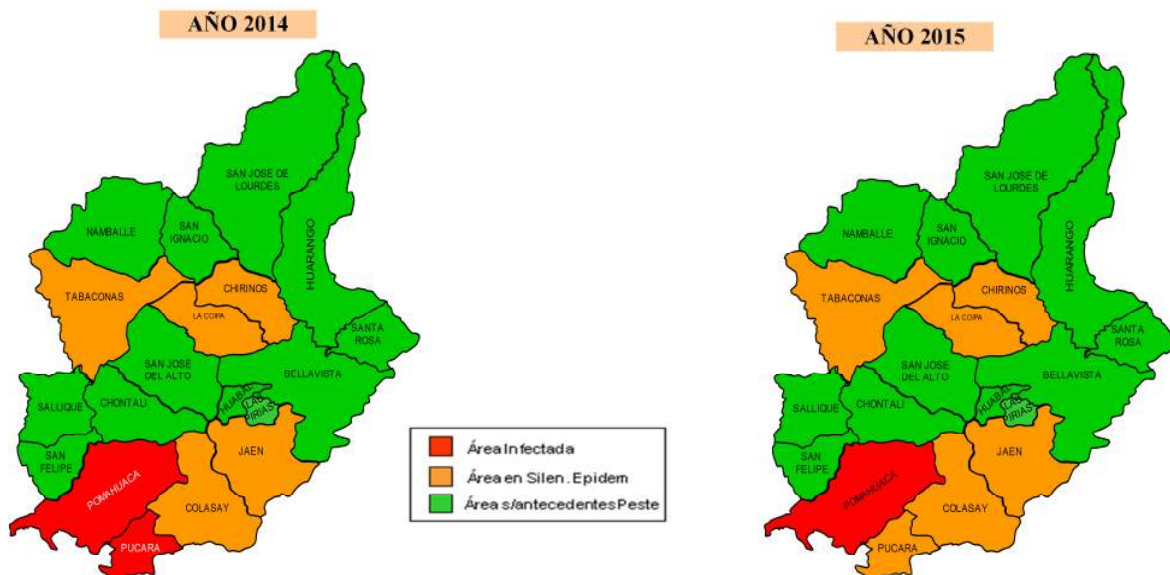 AÑO 2014
SAN JOSE DE
LOURDES
NAMBALLE
SAN
IGNACIO
HUARANGO
TABACONAS
CHIRINOS
LA COIPA
SANTA
ROSA
SAN JOSE
DEL ALTO
BELLAVISTA
SALLIQUE
CHONTALI
HUABAL
LAS
PIRIAS
SAN
FELIPE
JAEN
POMAHUACA
COLASAY
PUCARA
Área Infectada
Área en Silen. Epidem
Área s/antecedentes Peste
AÑO 2015
SAN JOSE DE
LOURDES
NAMBALLE
SAN
IGNACIO
HUARANGO
TABACONAS
CHIRINOS
LA COIPA
SANTA
ROSA
SAN JOSE
DEL ALTO
BELLAVISTA
SALLIQUE
CHONTALI
HUABAL
LAS
PIRIAS
SAN
FELIPE
JAEN
POMAHUACA
COLASAY
PUCARA